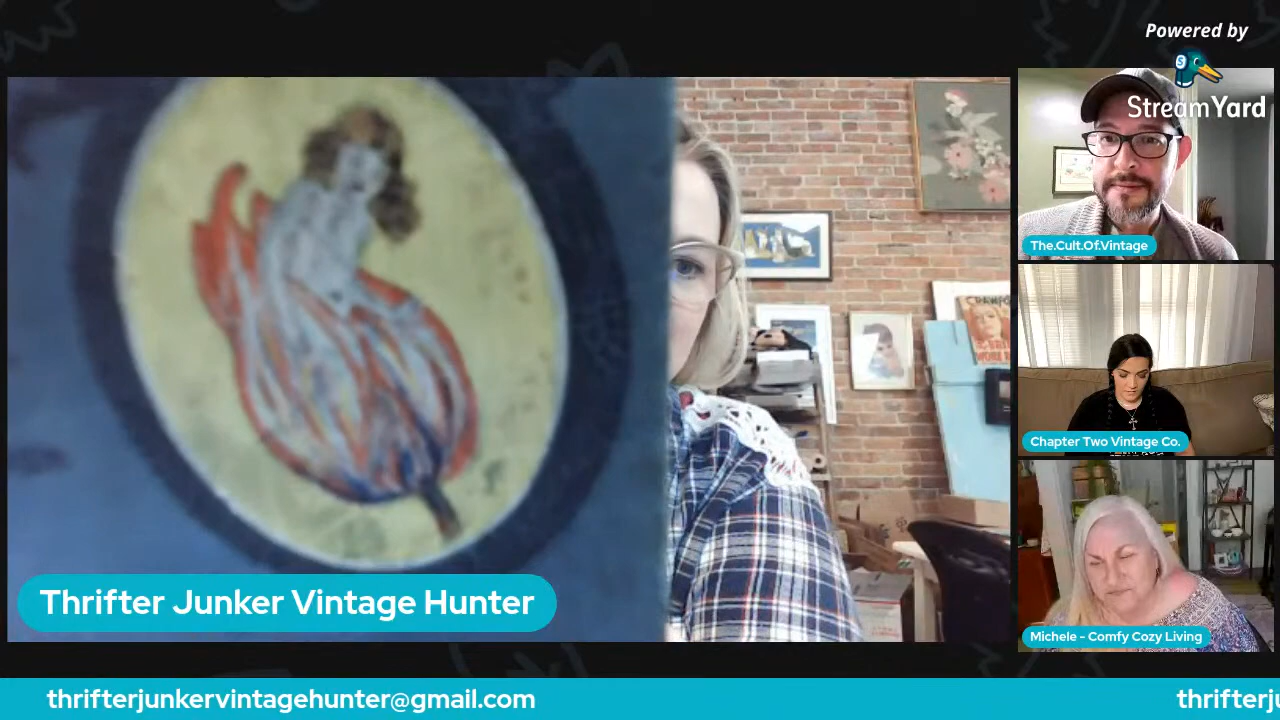 Powered by
StreamYard
The.Cult.Of.Vintage
CRAWFO
Chapter Two Vintage Co.
Thrifter Junker Vintage Hunter
Michele - Comfy Cozy Living
thrifterjunkervintagehunter@gmail.com
thrifterju